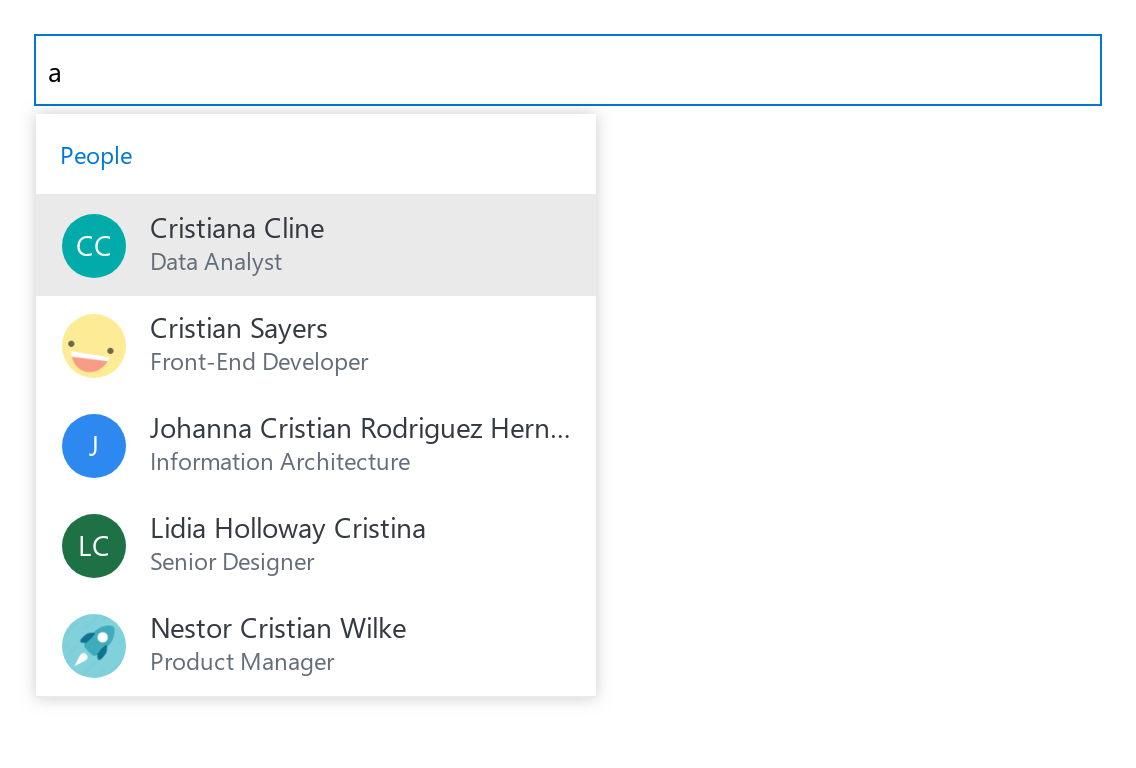 a
People
CC
Cristiana Cline
Data Analyst
Cristian Sayers
Front-End Developer
J
Johanna Cristian Rodriguez Hern...
Information Architecture
LC
Lidia Holloway Cristina
Senior Designer
Nestor Cristian Wilke
Product Manager